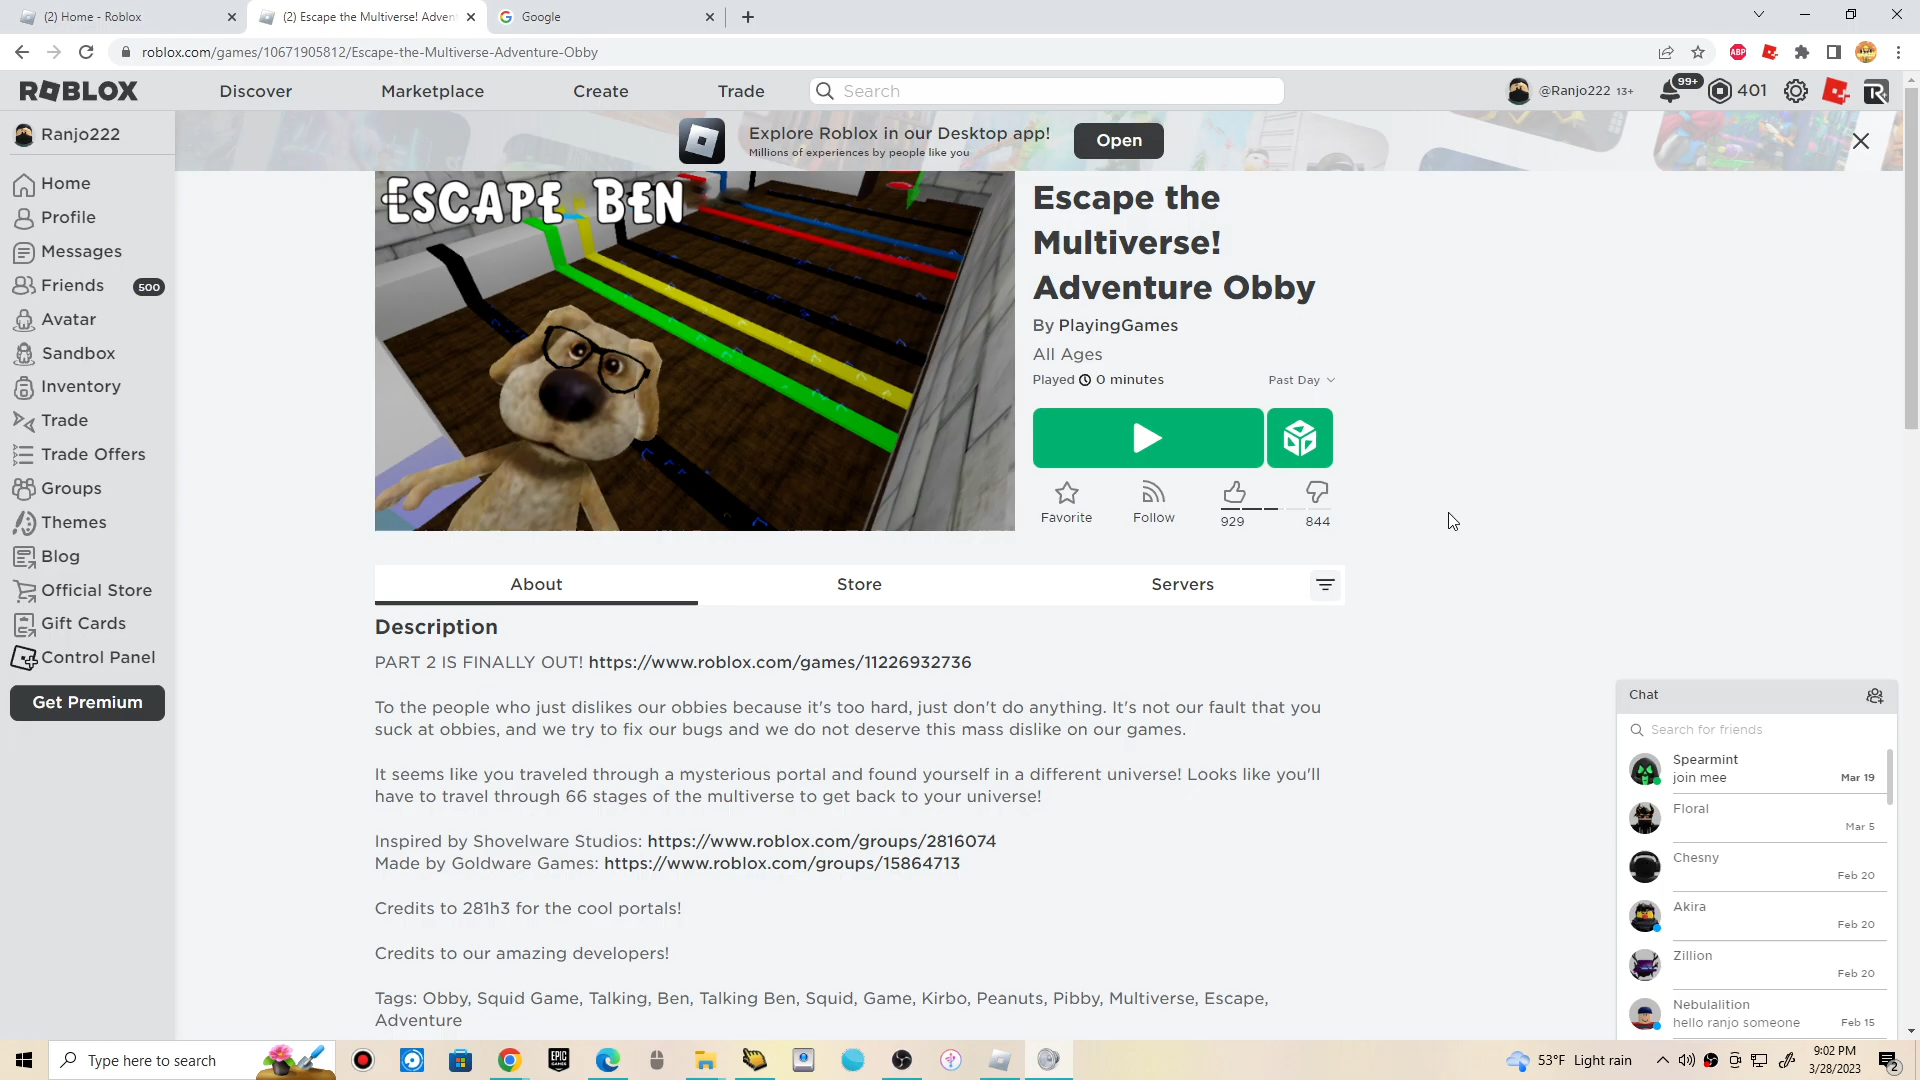 (2) Home - Roblox
(2) Escape the Multiverse! Adven
Google
roblox.com/games/10671905812/Escape-the-Multiverse-Adventure-Obby
ABP
ROBLOX
Discover
Marketplace
Create
Trade
Search
@Ranjo222 13+
99+
401
Ranjo222
Explore Roblox in our Desktop app!
Millions of experiences by people like you
Open
Home
Profile
Messages
Friends
500
Avatar
Sandbox
Inventory
Trade
Trade Offers
Groups
Themes
Blog
Official Store
Gift Cards
Control Panel
Get Premium
ESCAPE BEN
Escape the
Multiverse!
Adventure Obby
By PlayingGames
All Ages
Played 0 minutes
Past Day
Favorite
Follow
929
844
About
Store
Servers
Description
PART 2 IS FINALLY OUT! https://www.roblox.com/games/11226932736
To the people who just dislikes our obbies because it's too hard, just don't do anything. It's not our fault that you
suck at obbies, and we try to fix our bugs and we do not deserve this mass dislike on our games.
It seems like you traveled through a mysterious portal and found yourself in a different universe! Looks like you'll
have to travel through 66 stages of the multiverse to get back to your universe!
Inspired by Shovelware Studios: https://www.roblox.com/groups/2816074
Made by Goldware Games: https://www.roblox.com/groups/15864713
Credits to 281h3 for the cool portals!
Credits to our amazing developers!
Tags: Obby, Squid Game, Talking, Ben, Talking Ben, Squid, Game, Kirbo, Peanuts, Pibby, Multiverse, Escape,
Adventure
Chat
Search for friends
Spearmint
join mee
Mar 19
Floral
Mar 5
Chesny
Feb 20
Akira
Feb 20
Zillion
Feb 20
Nebulalition
hello ranjo someone
Feb 15
Type here to search
EPIC GAMES
53°F Light rain
9:02 PM
3/28/2023
2